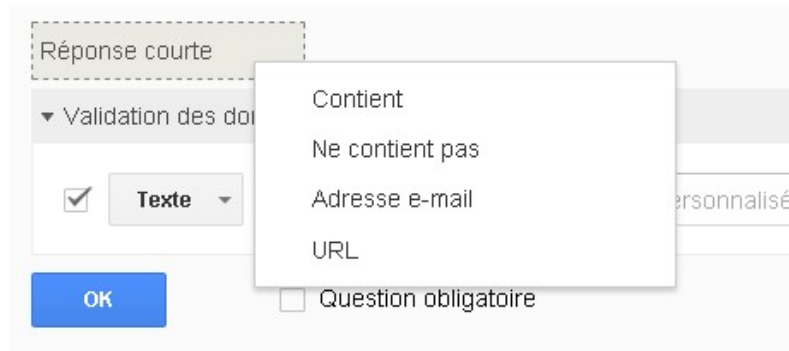 Réponse courte
Contient
Validation des do
Ne contient pas
Texte
Adresse e-mail
ersonnalisé
URL
OK
Question obligatoire